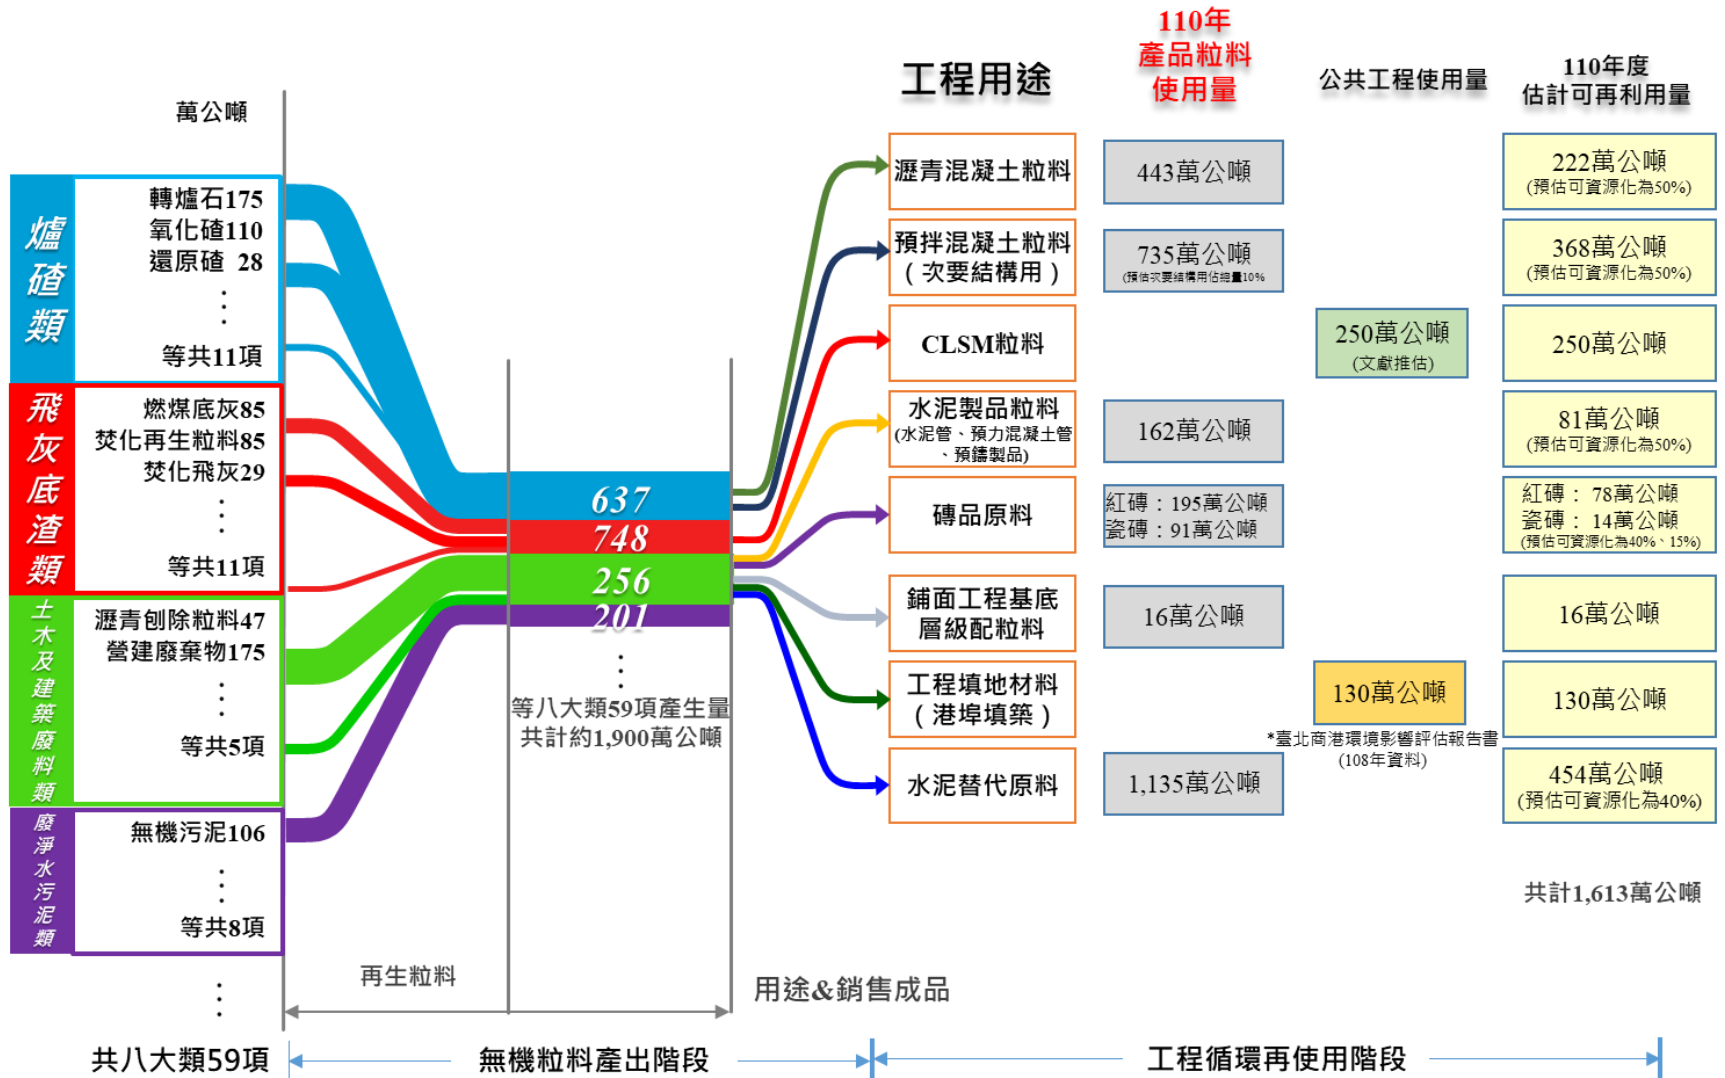 萬公噸
爐碴類
轉爐石175
氧化碴110
還原碴 28
⋮
等共11項
飛灰底渣類
燃煤底灰85
焚化再生粒料85
焚化飛灰29
⋮
等共11項
土木及建築廢料類
瀝青刨除粒料47
營建廢棄物175
⋮
等共5項
廢淨水污泥類
無機污泥106
⋮
等共8項
⋮
共八大類59項
637
748
256
201
⋮
等八大類59項產生量
共計約1,900萬公噸
再生粒料
用途&銷售成品
無機粒料產出階段
工程循環再使用階段
工程用途
110年
產品粒料
使用量
公共工程使用量
110年度
估計可再利用量
瀝青混凝土粒料
443萬公噸
222萬公噸
(預估可資源化為50%)
預拌混凝土粒料
（次要結構用）
735萬公噸
(預估次要結構用佔總量10%
368萬公噸
(預估可資源化為50%)
CLSM粒料
250萬公噸
(文獻推估)
250萬公噸
水泥製品粒料
(水泥管、預力混凝土管
、預鑄製品)
162萬公噸
81萬公噸
(預估可資源化為50%)
磚品原料
紅磚：195萬公噸
瓷磚：91萬公噸
紅磚： 78萬公噸
瓷磚： 14萬公噸
(預估可資源化為40%、15%)
鋪面工程基底
層級配粒料
16萬公噸
16萬公噸
工程填地材料
（港埠填築）
130萬公噸
*臺北商港環境影響評估報告書
(108年資料)
130萬公噸
水泥替代原料
1,135萬公噸
454萬公噸
(預估可資源化為40%)
共計1,613萬公噸